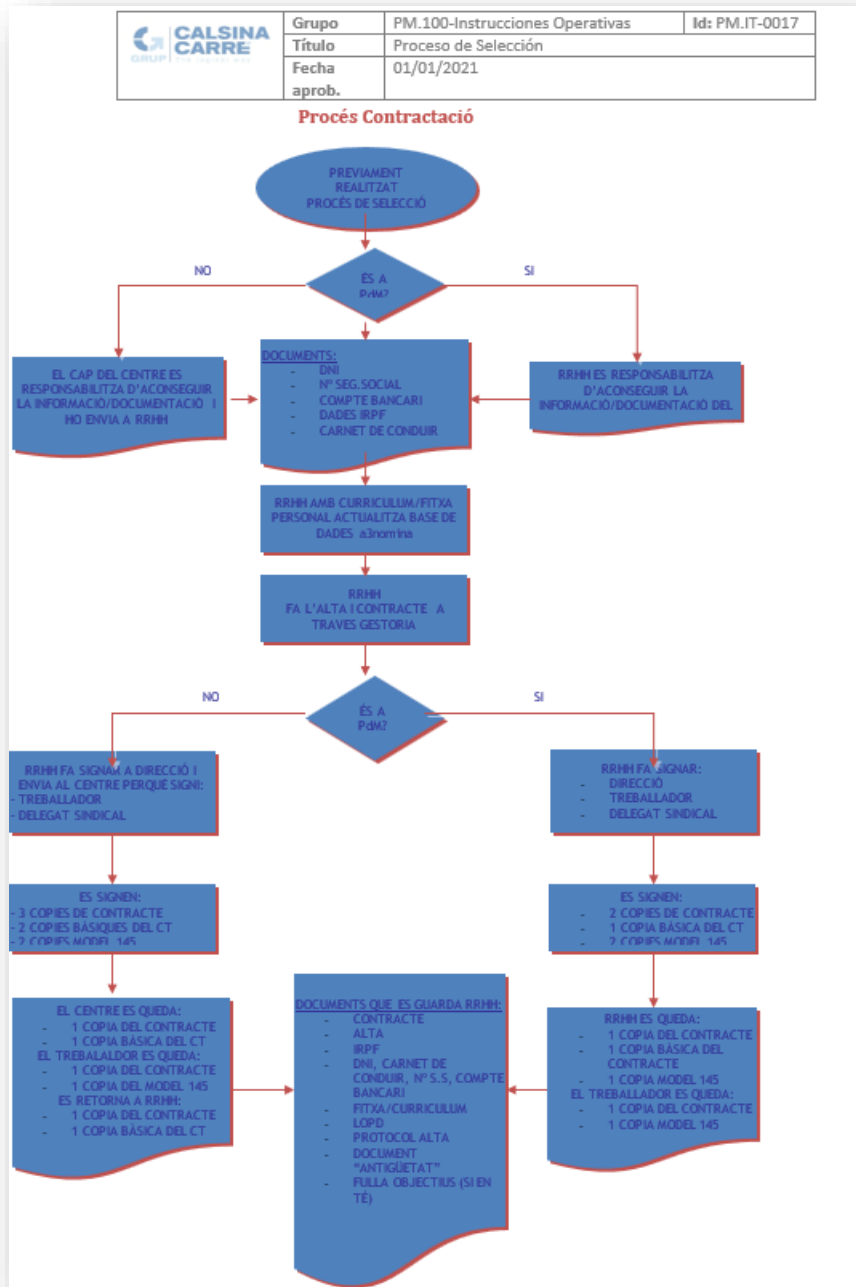 CALSINA
CARRÉ
GRUP
Grupo PM.100-Instrucciones Operativas Id: PM.IT-0017
Título Proceso de Selección
Fecha aprob. 01/01/2021
Procés Contractació
PREVIAMENT
REALITZAT
PROCÉS DE SELECCIÓ
NO
ÉS A
PdM?
SI
EL CAP DEL CENTRE ES
RESPONSABILITZA D'ACONSEGUIR
LA INFORMACIÓ/DOCUMENTACIÓ I
HO ENVIA A RRHH
DOCUMENTS:
- DNI
- Nº SEG.SOCIAL
- COMPTE BANCARI
- DADES IRPF
- CARNET DE CONDUIR
RRHH ES RESPONSABILITZA
D'ACONSEGUIR LA
INFORMACIÓ/DOCUMENTACIÓ DEL
RRHH AMB CURRICULUM/FITXA
PERSONAL ACTUALITZA BASE DE
DADES a3nomina
RRHH
FA L'ALTA I CONTRACTE A
TRAVES GESTORIA
NO
ÉS A
PdM?
SI
RRHH FA SIGNAR A DIRECCIÓ I
ENVIA AL CENTRE PERQUÈ SIGNI:
- TREBALLADOR
- DELEGAT SINDICAL
RRHH FA SIGNAR:
- DIRECCIÓ
- TREBALLADOR
- DELEGAT SINDICAL
ES SIGNEN:
- 3 COPIES DE CONTRACTE
- 2 COPIES BÀSIQUES DEL CT
- 2 COPIES MODEL 145
ES SIGNEN:
- 2 COPIES DE CONTRACTE
- 1 COPIA BÀSICA DEL CT
- 2 COPIES MODEL 145
EL CENTRE ES QUEDA:
- 1 COPIA DEL CONTRACTE
- 1 COPIA BÀSICA DEL CT
EL TREBALALDOR ES QUEDA:
- 1 COPIA DEL CONTRACTE
- 1 COPIA DEL MODEL 145
ES RETORNA A RRHH:
- 1 COPIA DEL CONTRACTE
- 1 COPIA BÀSICA DEL CT
DOCUMENTS QUE ES GUARDA RRHH:
- CONTRACTE
- ALTA
- IRPF
- DNI, CARNET DE
CONDUIR, Nº S.S, COMPTE
BANCARI
- FITXA/CURRICULUM
- LOPD
- PROTOCOL ALTA
- DOCUMENT
"ANTIGÜETAT"
- FULLA OBJECTIUS (SI EN
TÉ)
RRHH ES QUEDA:
- 1 COPIA DEL CONTRACTE
- 1 COPIA BÀSICA DEL
CONTRACTE
- 1 COPIA MODEL 145
EL TREBALLADOR ES QUEDA:
- 1 COPIA DEL CONTRACTE
- 1 COPIA MODEL 145